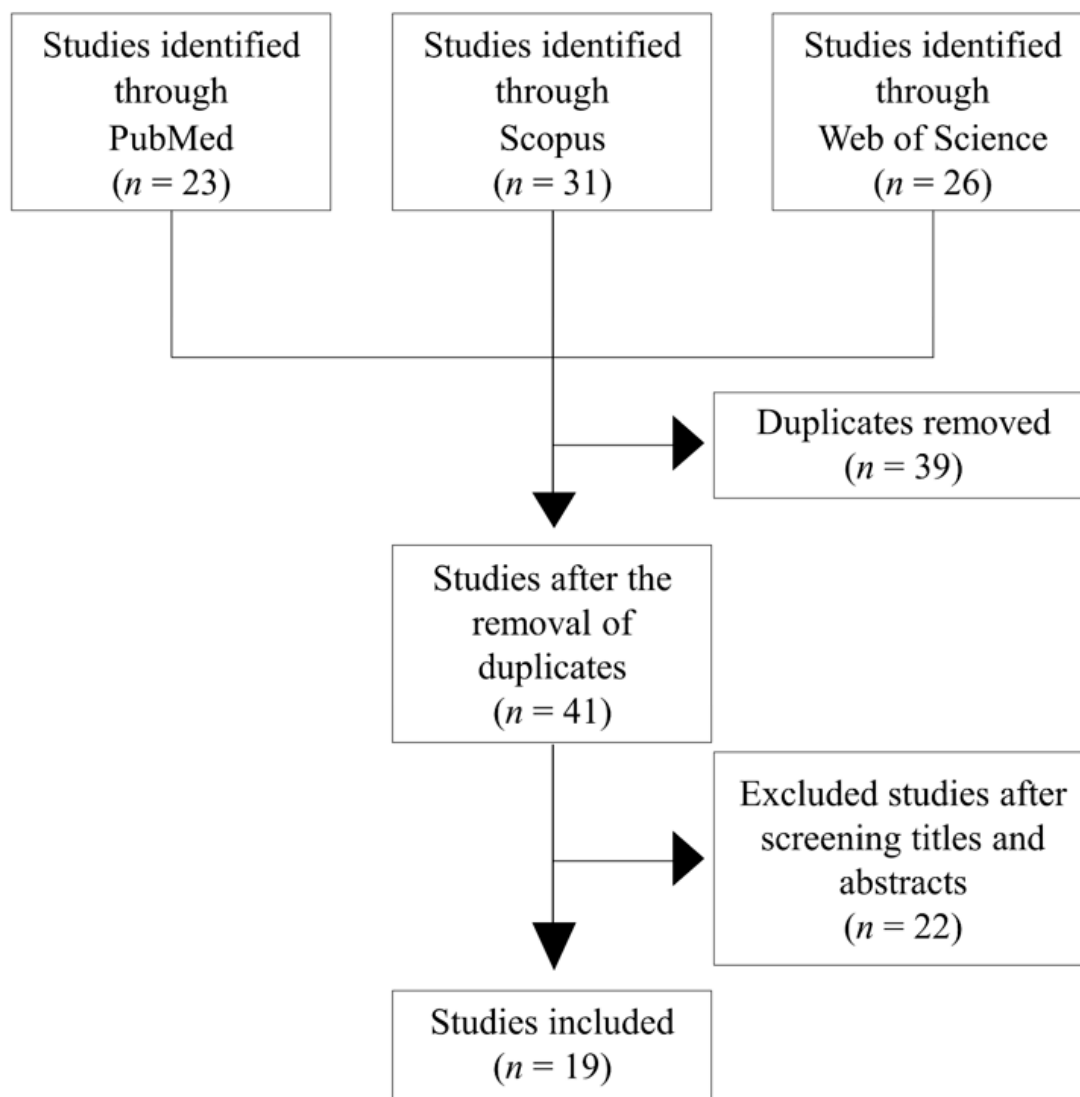 Studies identified
through
PubMed
(n = 23)
Studies identified
through
Scopus
(n = 31)
Studies identified
through
Web of Science
(n = 26)
Duplicates removed
(n = 39)
Studies after the
removal of
duplicates
(n = 41)
Excluded studies after
screening titles and
abstracts
(n = 22)
Studies included
(n = 19)